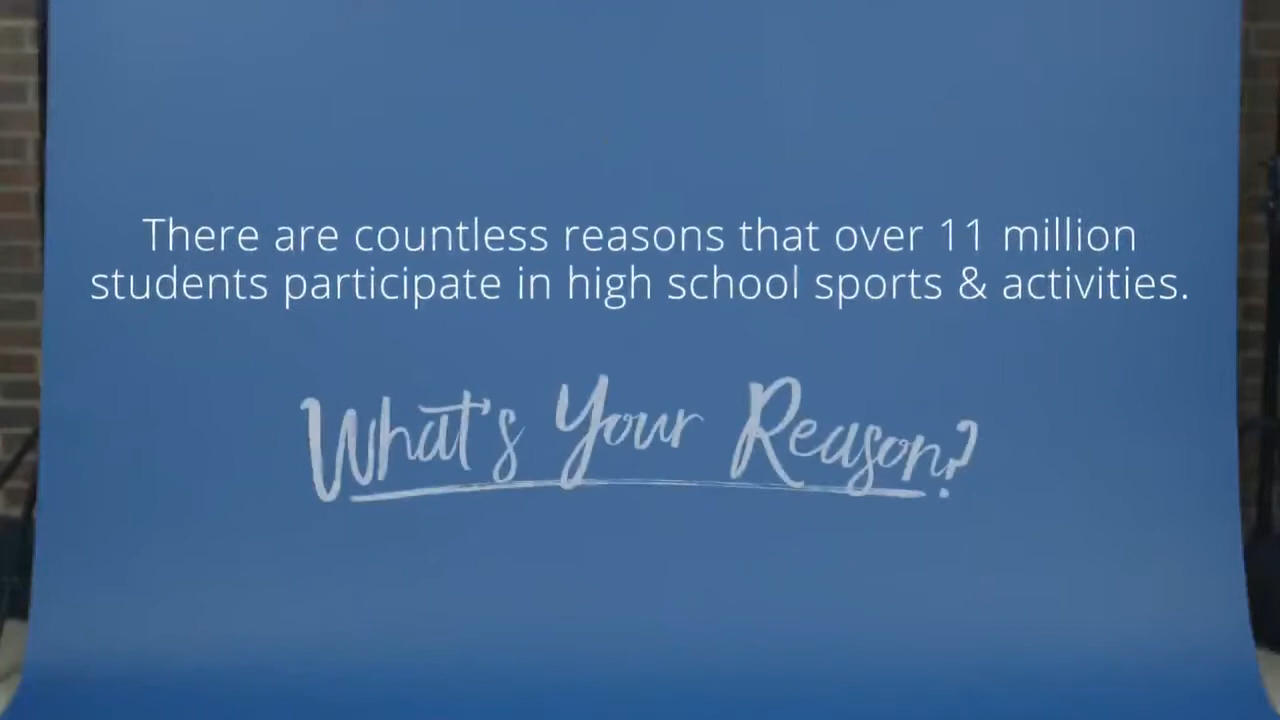 There are countless reasons that over 11 million
students participate in high school sports & activities.
What's Your Reason?